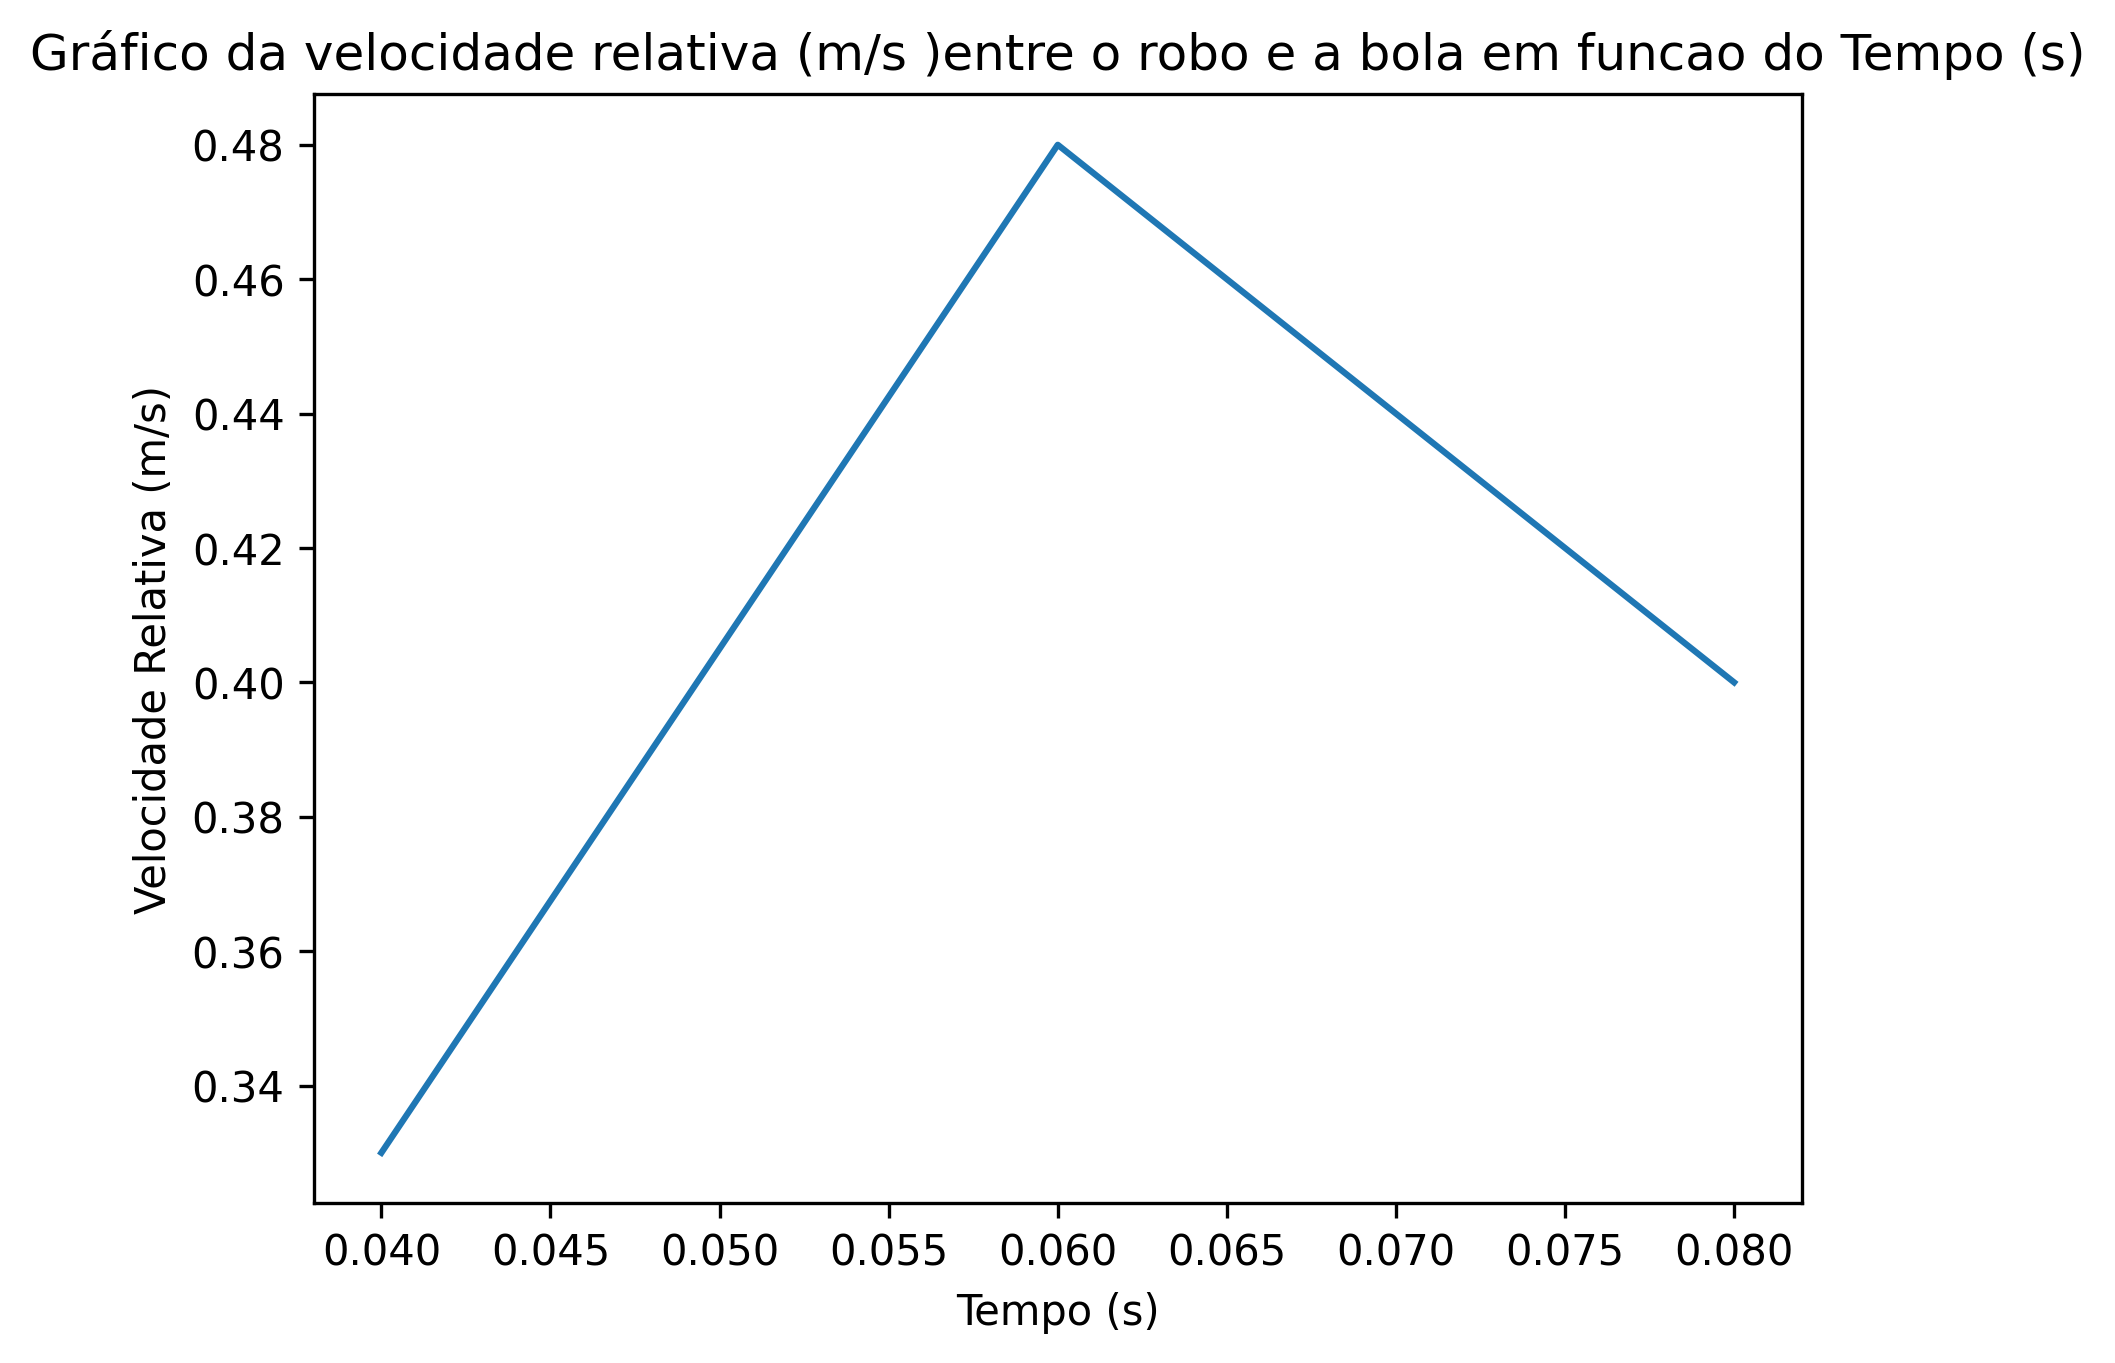 Gráfico da velocidade relativa (m/s )entre o robo e a bola em funcao do Tempo (s)
0.48
0.46
0.44
0.42
0.40
0.38
0.36
0.34
Velocidade Relativa (m/s)
0.040 0.045 0.050 0.055 0.060 0.065 0.070 0.075 0.080
Tempo (s)